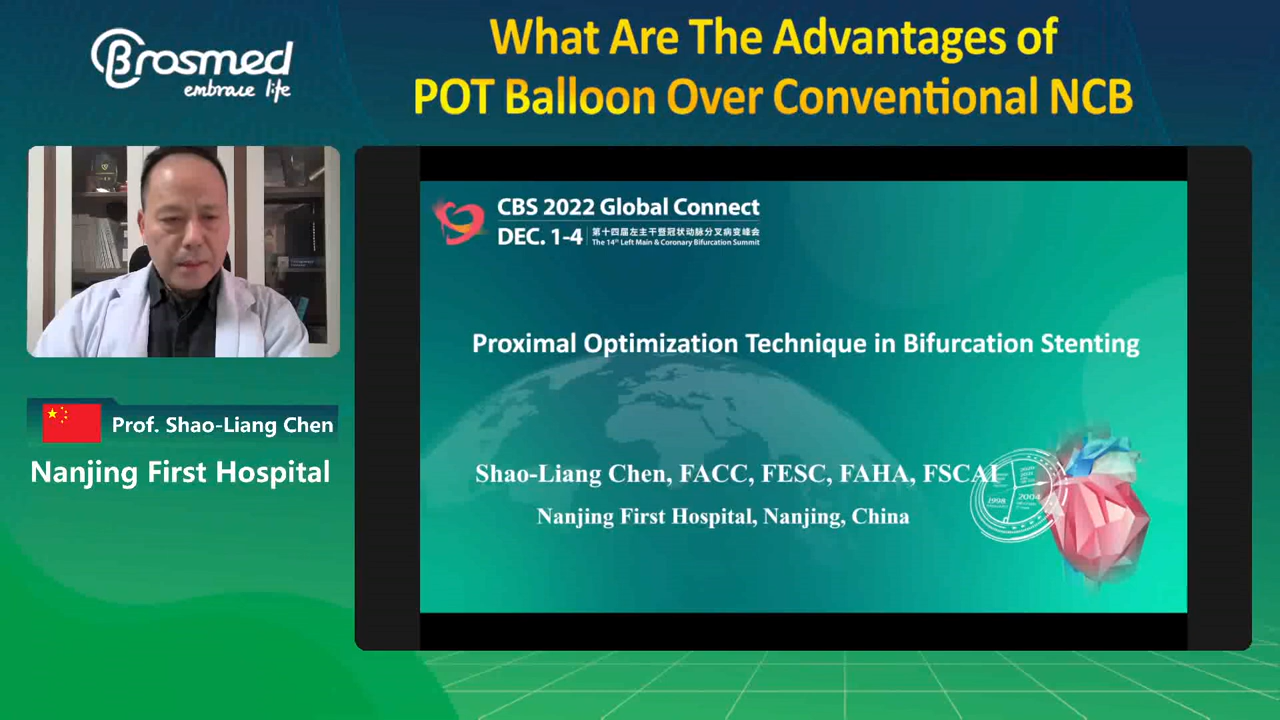 Brosmed
embrace life
What Are The Advantages of
POT Balloon Over Conventional NCB
CBS 2022 Global Connect
DEC. 1-4
第十四届左主干暨冠状动脉分叉病变峰会
The 14th Left Main & Coronary Bifurcation Summit
Proximal Optimization Technique in Bifurcation Stenting
Shao-Liang Chen, FACC, FESC, FAHA, FSCAI
Nanjing First Hospital, Nanjing, China
1998
2004
Prof. Shao-Liang Chen
Nanjing First Hospital